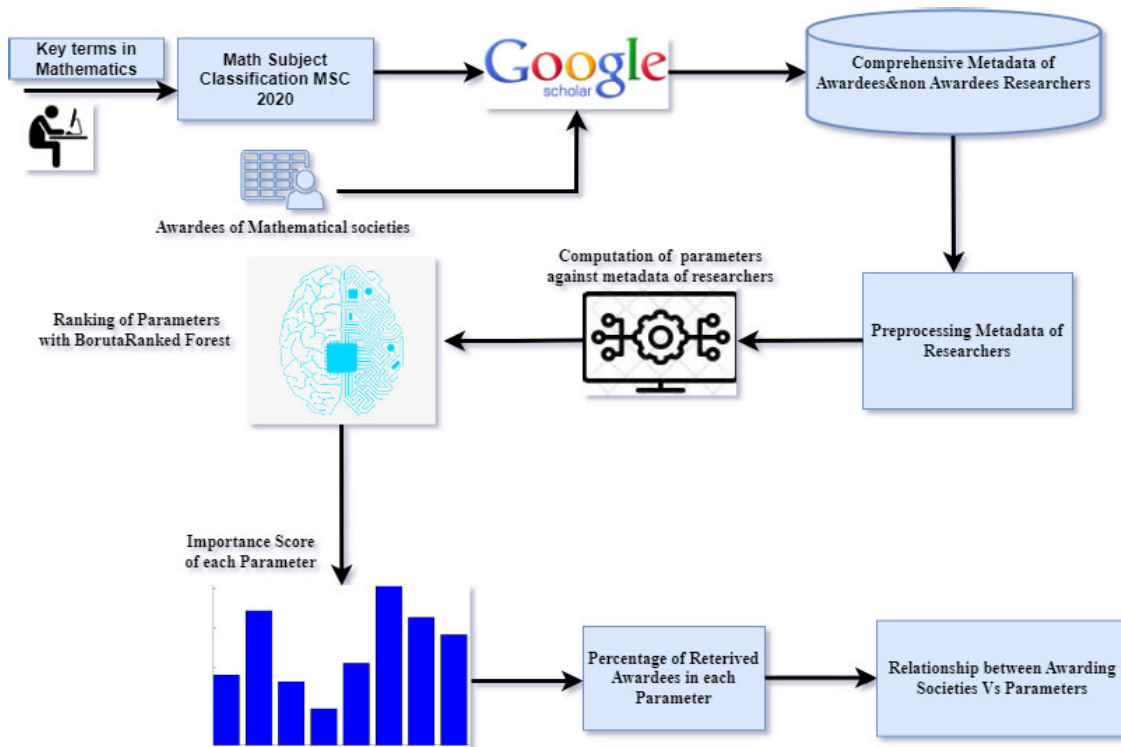 Key terms in
Mathematics
Math Subject
Classification MSC
2020
Google
scholar
Comprehensive Metadata of
Awardees&non Awardees Researchers
Awardees of Mathematical societies
Computation of parameters
against metadata of researchers
Ranking of Parameters
with BorutaRanked Forest
Preprocessing Metadata of
Researchers
Importance Score
of each Parameter
Percentage of Reterived
Awardees in each
Parameter
Relationship between Awarding
Societies Vs Parameters